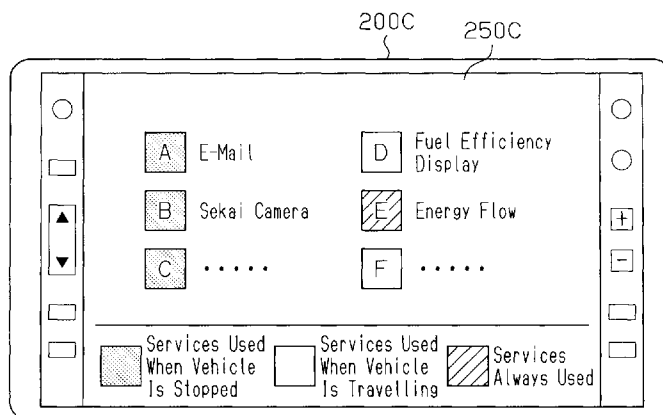 200C
250C
A E-Mail
D Fuel Efficiency
Display
B Sekai Camera
E Energy Flow
C ·····
F ·····
+
−
Services Used
When Vehicle
Is Stopped
Services Used
When Vehicle
Is Travelling
Services
Always Used